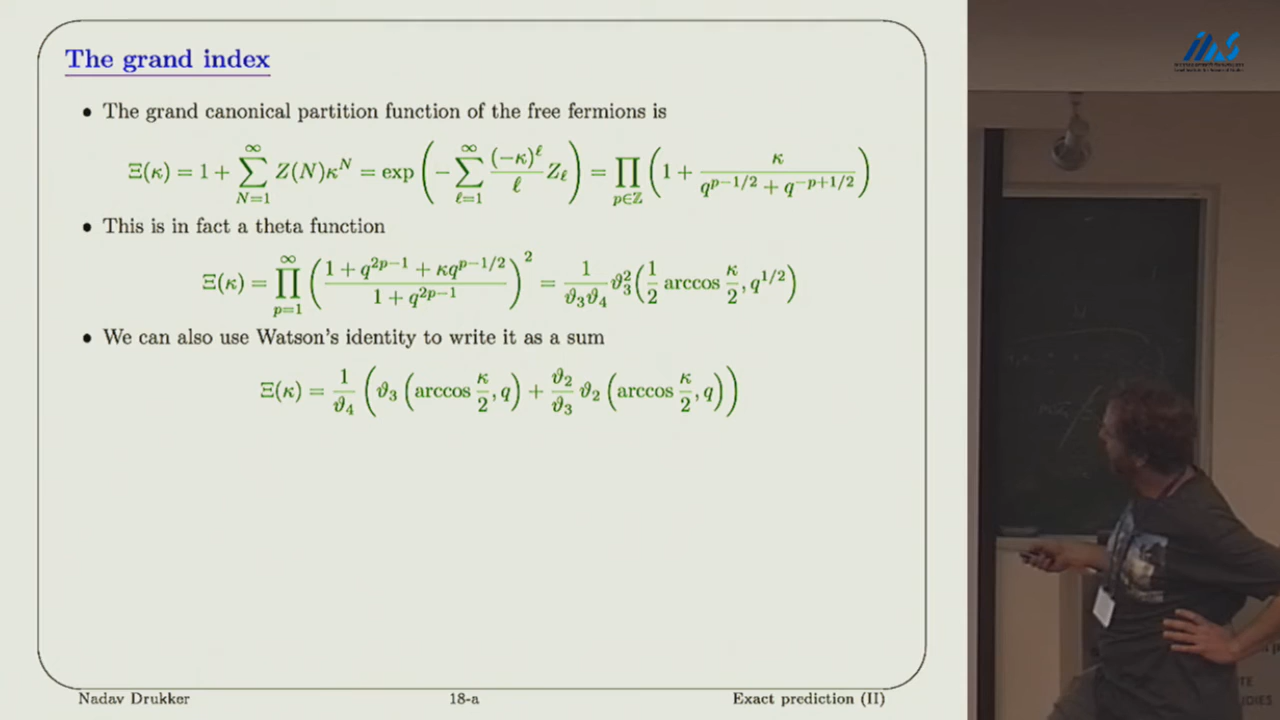 The grand index
• The grand canonical partition function of the free fermions is
Ξ(κ) = 1 + ∑_{N=1}^{∞} Z(N)κ^N = exp(−∑_{ℓ=1}^{∞} (−κ)^ℓ/ℓ Z_ℓ) = ∏_{p∈ℤ} (1 + κ/(q^{p−1/2} + q^{−p+1/2}))
• This is in fact a theta function
Ξ(κ) = ∏_{p=1}^{∞} ((1 + q^{2p−1} + κq^{p−1/2})/(1 + q^{2p−1}))^2 = 1/(ϑ_3ϑ_4) ϑ_3^2(1/2 arccos κ/2, q^{1/2})
• We can also use Watson's identity to write it as a sum
Ξ(κ) = 1/ϑ_4 (ϑ_3(arccos κ/2, q) + ϑ_2/ϑ_3 ϑ_2(arccos κ/2, q))
Nadav Drukker 18-a Exact prediction (II)